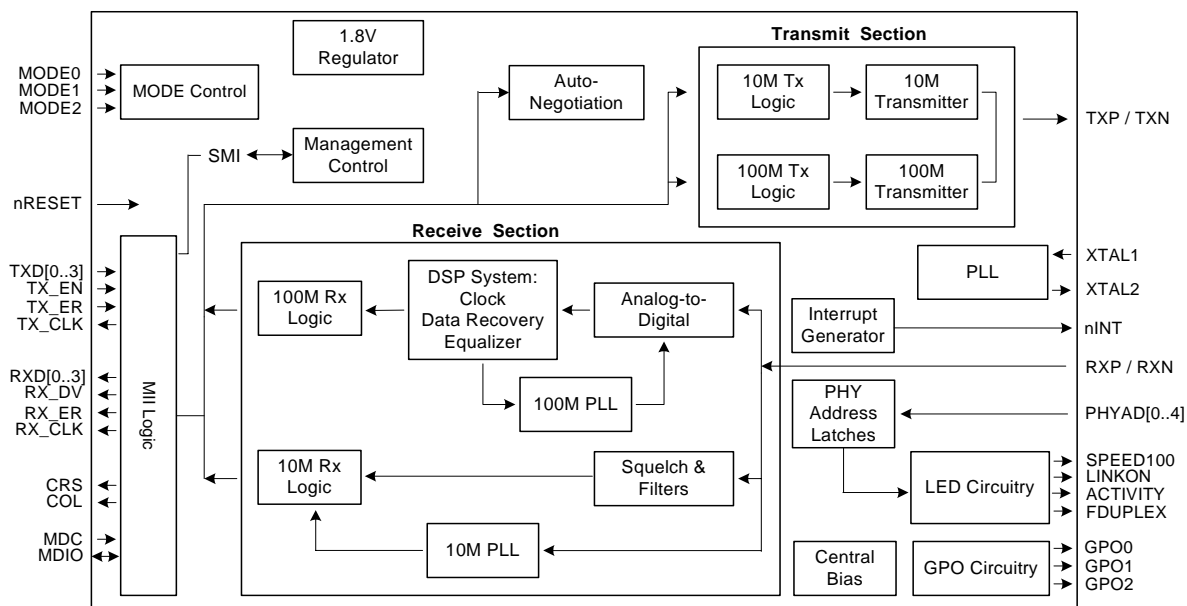 1.8V
Regulator
MODE0
MODE1
MODE2
MODE Control
Auto-
Negotiation
Transmit Section
10M Tx
Logic
10M
Transmitter
100M Tx
Logic
100M
Transmitter
TXP / TXN
SMI
Management
Control
nRESET
MII Logic
TXD[0..3]
TX_EN
TX_ER
TX_CLK
RXD[0..3]
RX_DV
RX_ER
RX_CLK
CRS
COL
MDC
MDIO
Receive Section
100M Rx
Logic
DSP System:
Clock
Data Recovery
Equalizer
Analog-to-
Digital
100M PLL
10M Rx
Logic
Squelch &
Filters
10M PLL
PLL
XTAL1
XTAL2
Interrupt
Generator
nINT
RXP / RXN
PHY
Address
Latches
PHYAD[0..4]
LED Circuitry
SPEED100
LINKON
ACTIVITY
FDUPLEX
Central
Bias
GPO Circuitry
GPO0
GPO1
GPO2